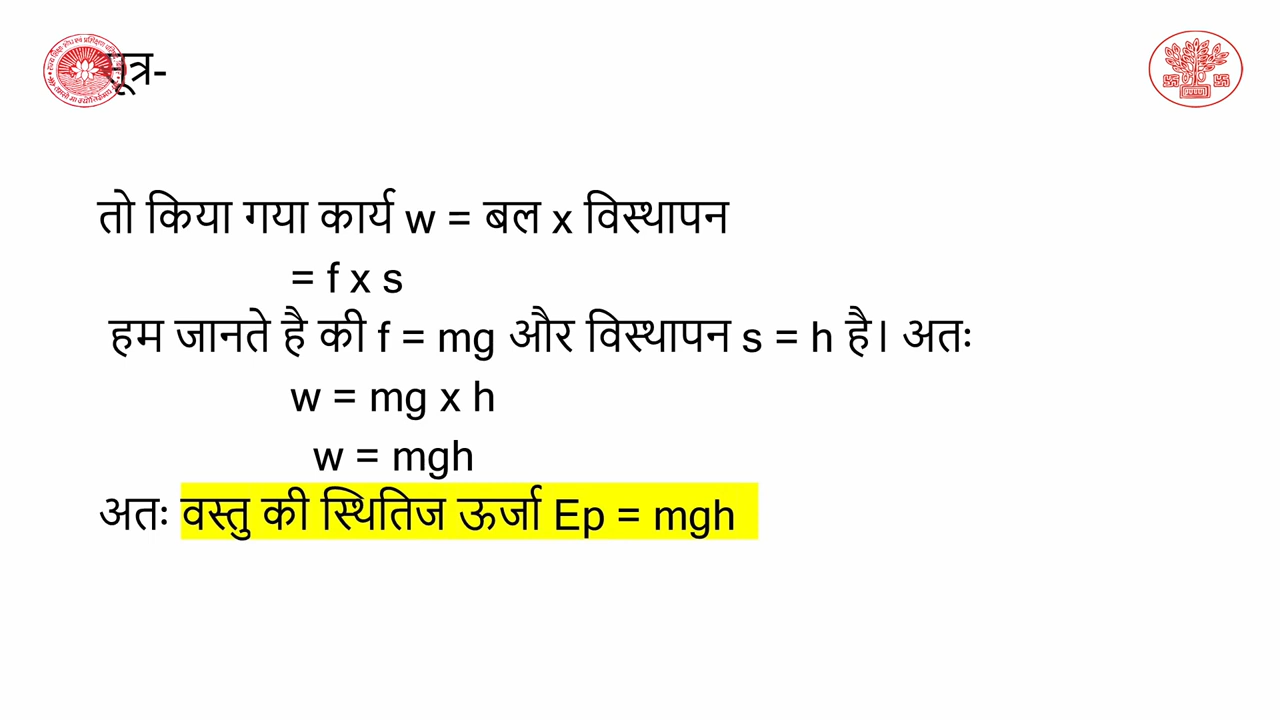 सूत्र-
तो किया गया कार्य w = बल x विस्थापन
= f x s
हम जानते है की f = mg और विस्थापन s = h है। अतः
w = mg x h
w = mgh
अतः वस्तु की स्थितिज ऊर्जा Ep = mgh